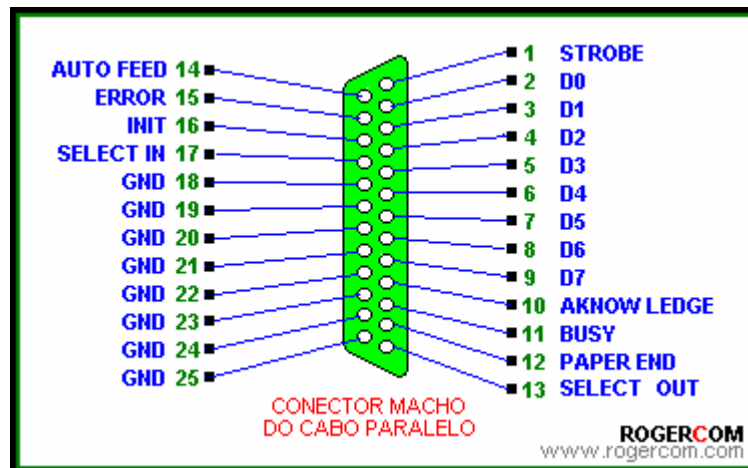 AUTO FEED 14
ERROR 15
INIT 16
SELECT IN 17
GND 18
GND 19
GND 20
GND 21
GND 22
GND 23
GND 24
GND 25
1 STROBE
2 D0
3 D1
4 D2
5 D3
6 D4
7 D5
8 D6
9 D7
10 AKNOW LEDGE
11 BUSY
12 PAPER END
13 SELECT OUT
CONECTOR MACHO
DO CABO PARALELO
ROGERCOM
www.rogercom.com